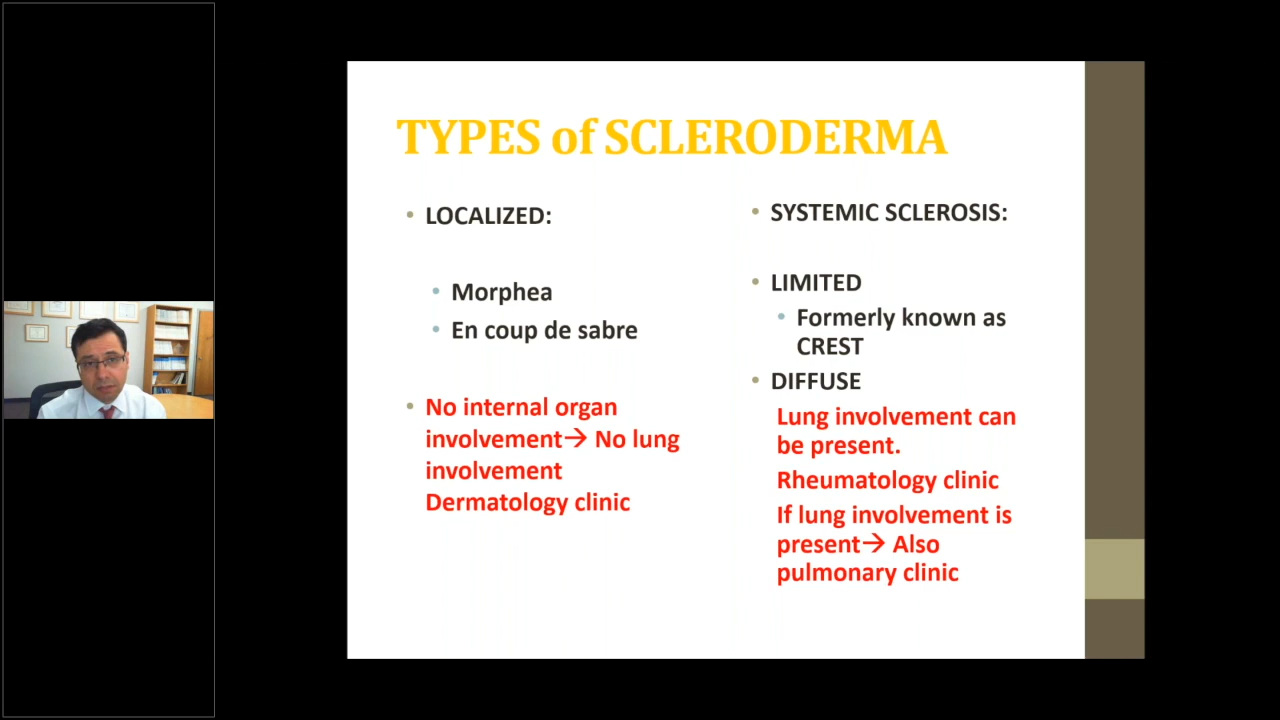 TYPES of SCLERODERMA
• LOCALIZED:
• Morphea
• En coup de sabre
• No internal organ
involvement→ No lung
involvement
Dermatology clinic
• SYSTEMIC SCLEROSIS:
• LIMITED
• Formerly known as
CREST
• DIFFUSE
Lung involvement can
be present.
Rheumatology clinic
If lung involvement is
present→ Also
pulmonary clinic